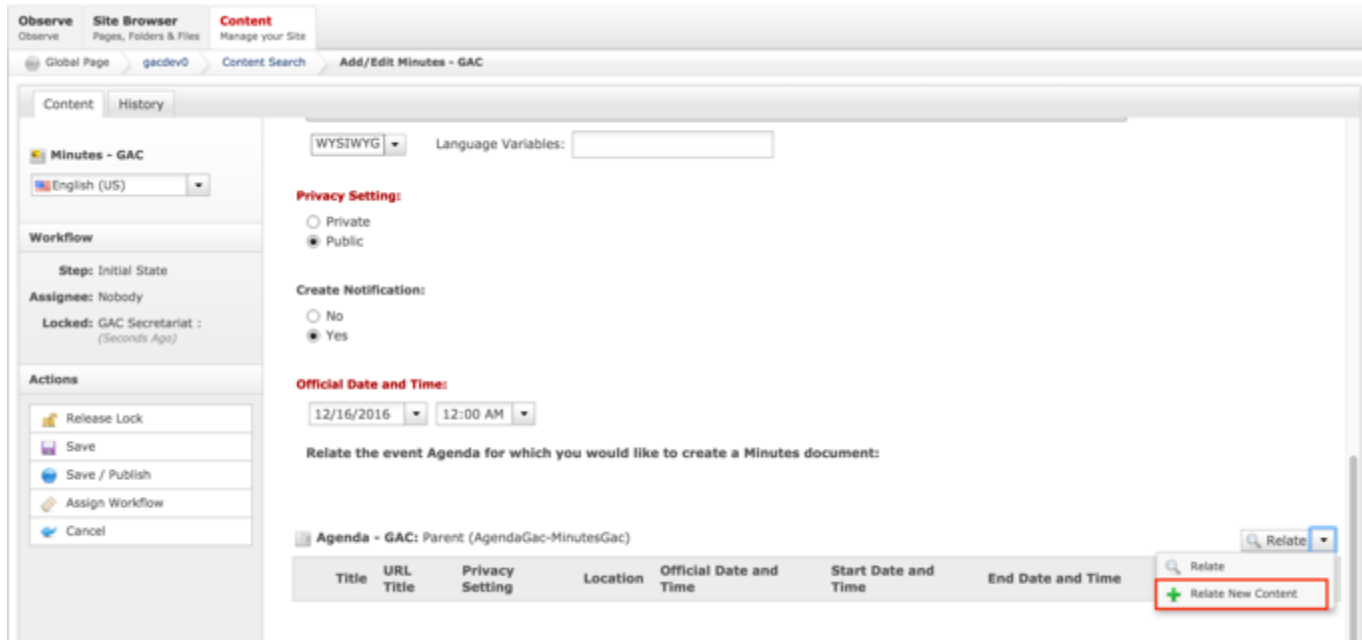 Observe Site Browser Content
Observe Pages, Folders & Files Manage your Site
Global Page gacdev0 Content Search Add/Edit Minutes - GAC
Content History
WYSIWYG Language Variables:
Minutes - GAC
English (US)
Privacy Setting:
Private
Public
Workflow
Step: Initial State
Assignee: Nobody
Locked: GAC Secretariat :
(Seconds Ago)
Create Notification:
No
Yes
Actions
Release Lock
Save
Save / Publish
Assign Workflow
Cancel
Official Date and Time:
12/16/2016 12:00 AM
Relate the event Agenda for which you would like to create a Minutes document:
Agenda - GAC: Parent (AgendaGac-MinutesGac) Relate
Title URL Title Privacy Setting Location Official Date and Time Start Date and Time End Date and Time
Relate
Relate New Content